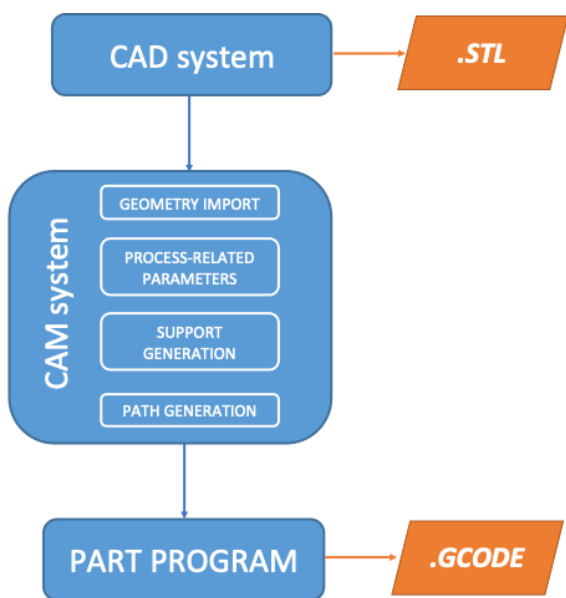 CAD system
.STL
CAM system
GEOMETRY IMPORT
PROCESS-RELATED
PARAMETERS
SUPPORT
GENERATION
PATH GENERATION
PART PROGRAM
.GCODE